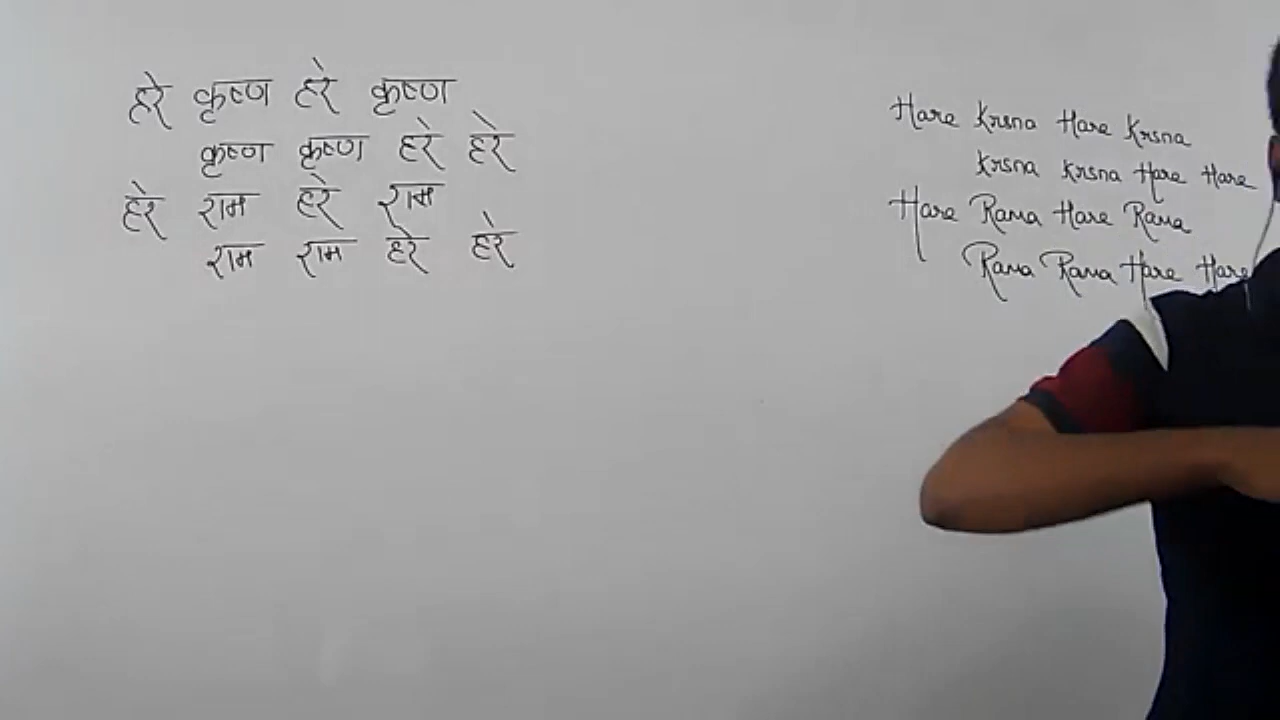 हरे कृष्ण हरे कृष्ण
कृष्ण कृष्ण हरे हरे
हरे राम हरे राम
राम राम हरे हरे
Hare Krsna Hare Krsna
Krsna Krsna Hare Hare
Hare Rama Hare Rama
Rama Rama Hare Hare